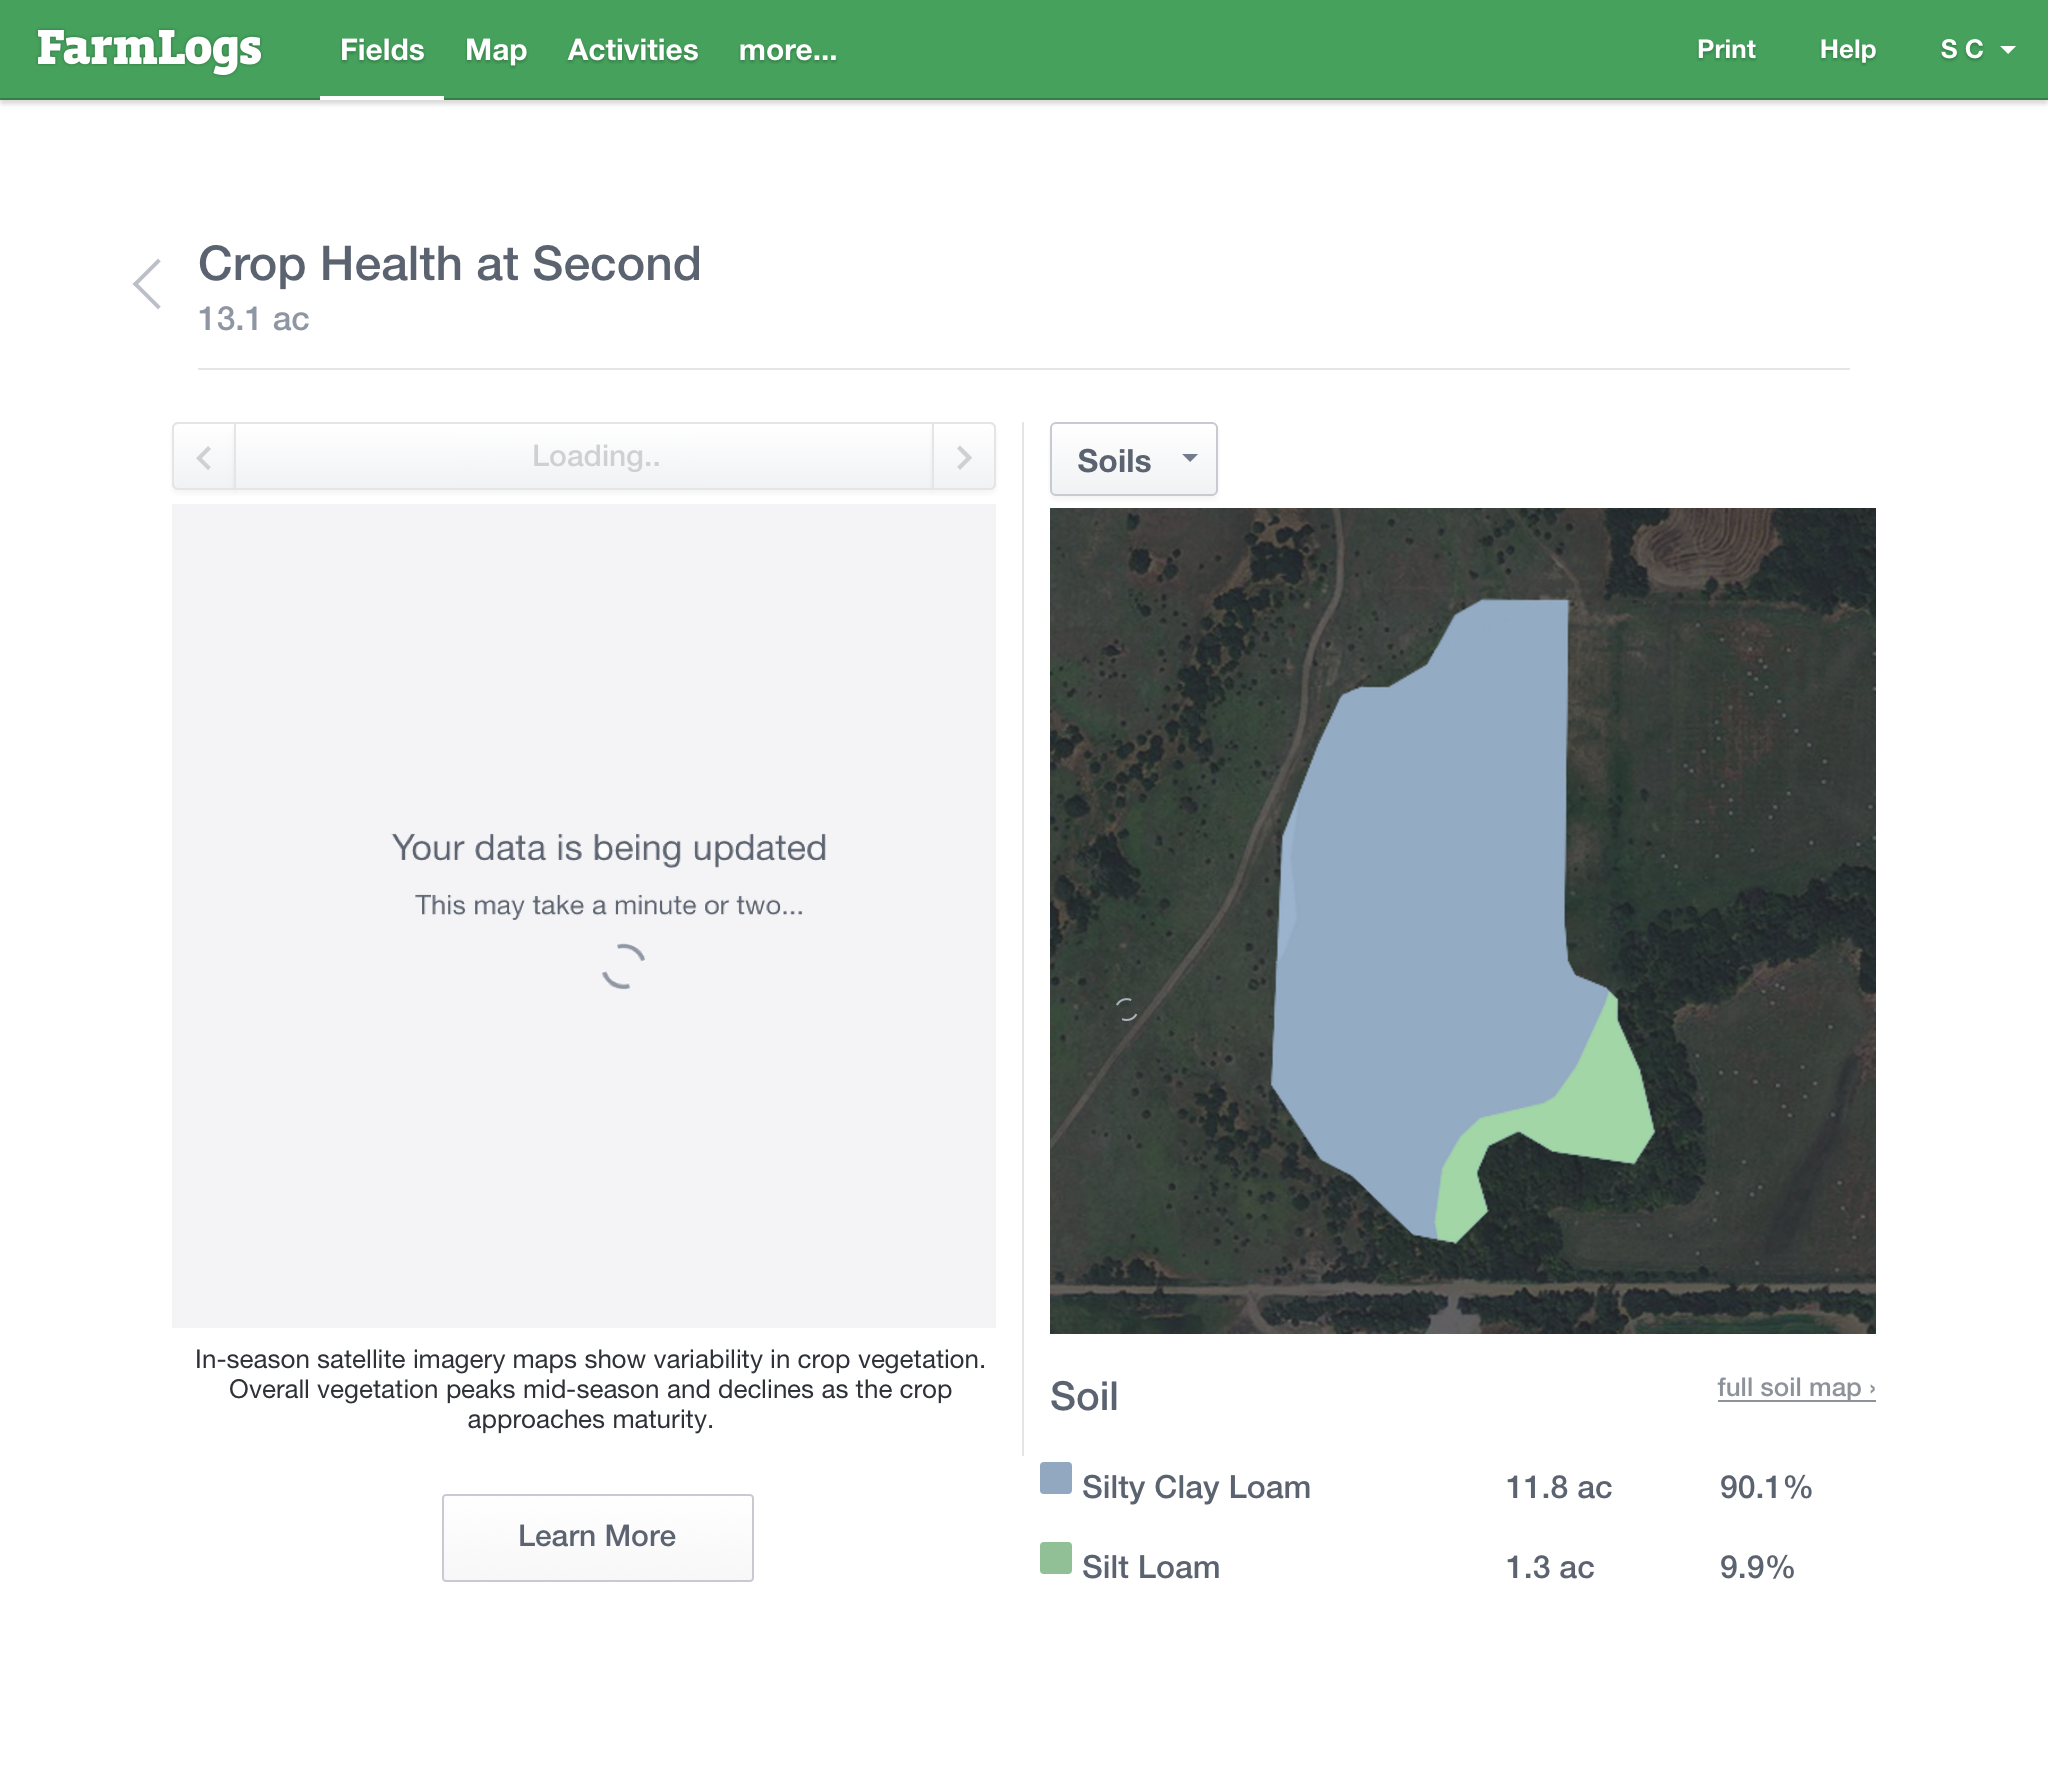 FarmLogs Fields Map Activities more... Print Help S C
Crop Health at Second
13.1 ac
Loading..
Soils
Your data is being updated
This may take a minute or two...
In-season satellite imagery maps show variability in crop vegetation.
Overall vegetation peaks mid-season and declines as the crop
approaches maturity.
Learn More
Soil
full soil map ›
Silty Clay Loam 11.8 ac 90.1%
Silt Loam 1.3 ac 9.9%